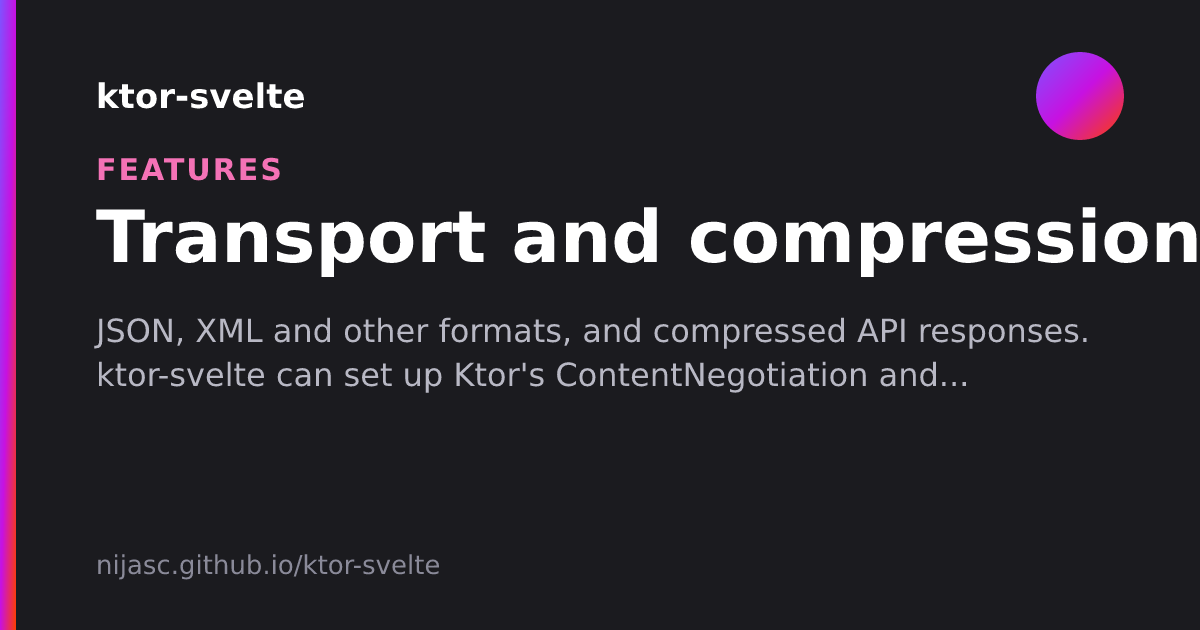 ktor-svelte
FEATURES
Transport and compression
JSON, XML and other formats, and compressed API responses.
ktor-svelte can set up Ktor's ContentNegotiation and...
nijasc.github.io/ktor-svelte